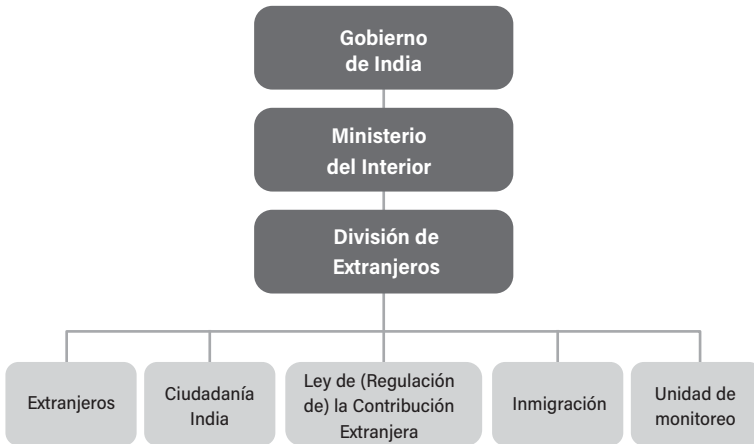 Gobierno
de India
Ministerio
del Interior
División de
Extranjeros
Extranjeros
Ciudadanía
India
Ley de (Regulación
de) la Contribución
Extranjera
Inmigración
Unidad de
monitoreo